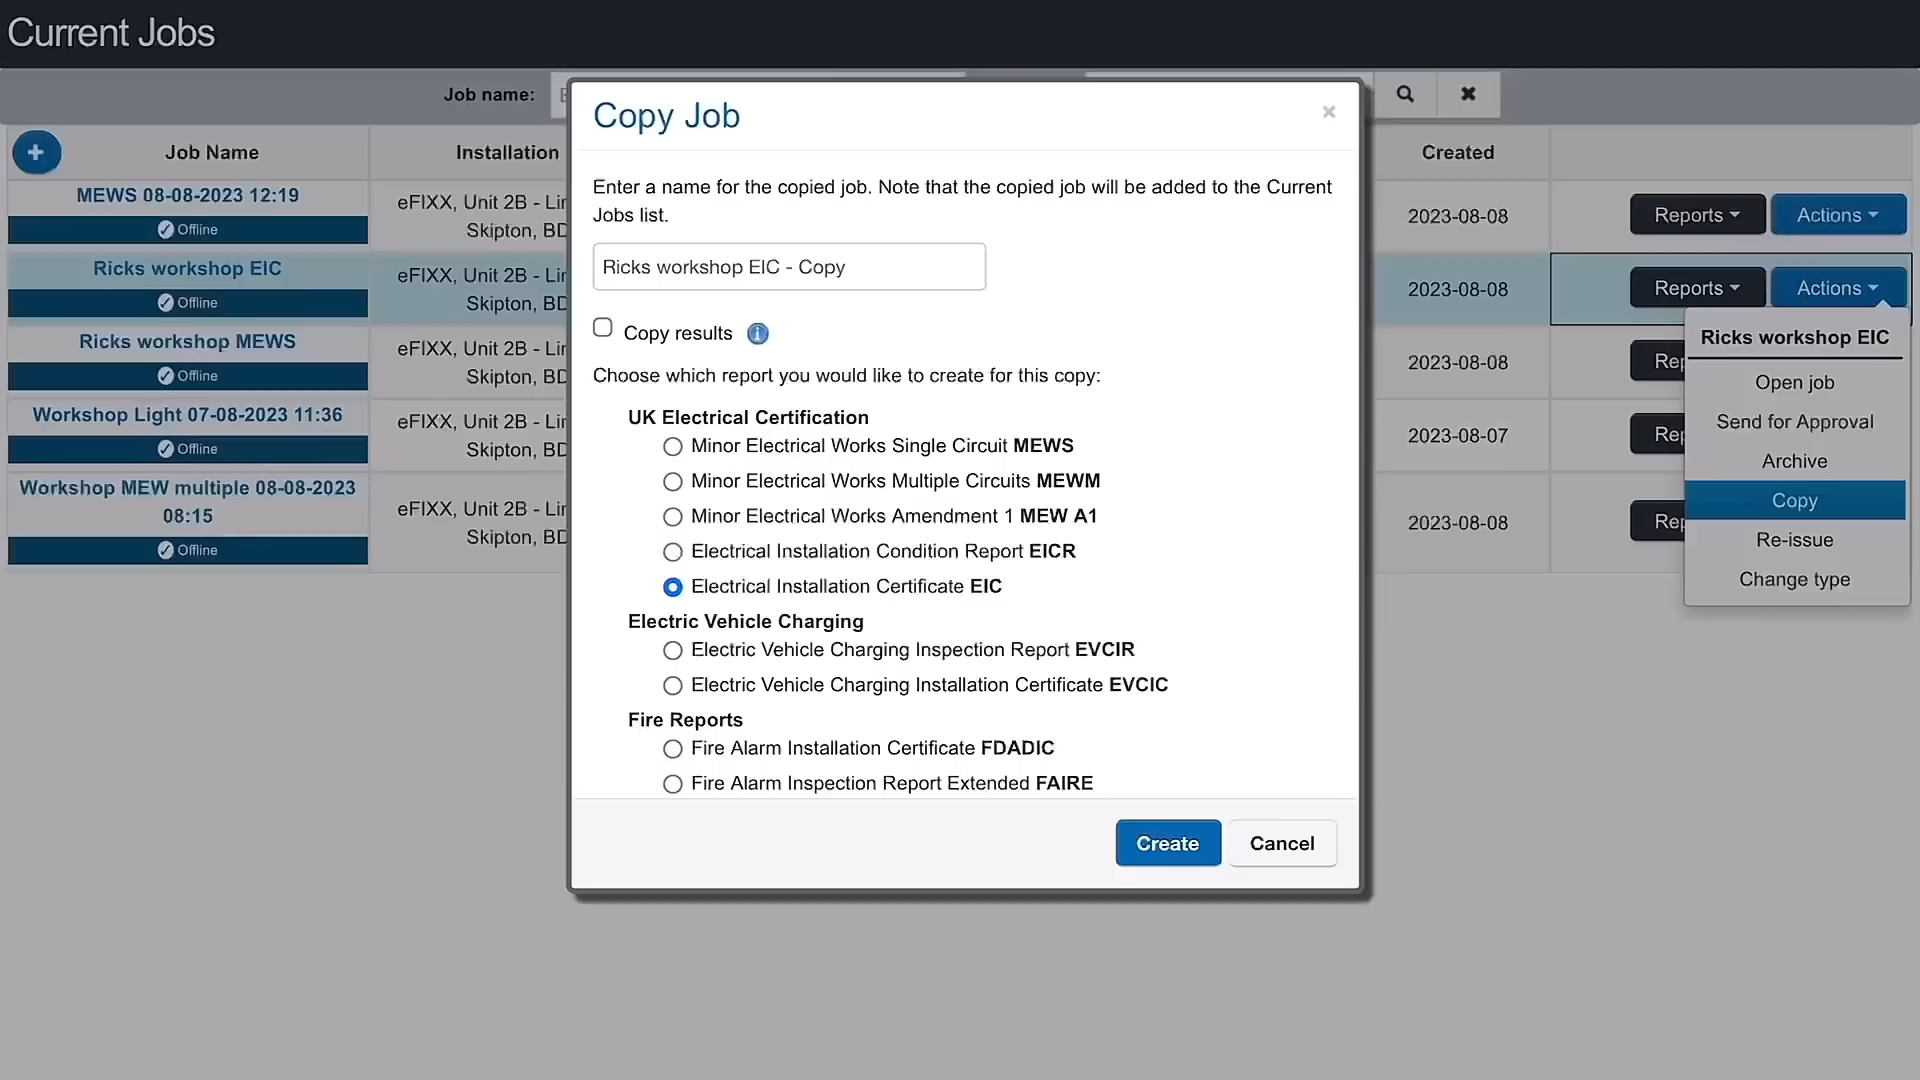 Current Jobs
Job name:
Job Name
Installation
Created
MEWS 08-08-2023 12:19
Offline
eFIXX, Unit 2B - Lin
Skipton, BD
2023-08-08
Reports
Actions
Ricks workshop EIC
Offline
eFIXX, Unit 2B - Lin
Skipton, BD
2023-08-08
Reports
Actions
Ricks workshop MEWS
Offline
eFIXX, Unit 2B - Lin
Skipton, BD
2023-08-08
Rep
Workshop Light 07-08-2023 11:36
Offline
eFIXX, Unit 2B - Lin
Skipton, BD
2023-08-07
Rep
Workshop MEW multiple 08-08-2023
08:15
Offline
eFIXX, Unit 2B - Lin
Skipton, BD
2023-08-08
Rep
Copy Job
Enter a name for the copied job. Note that the copied job will be added to the Current
Jobs list.
Ricks workshop EIC - Copy
Copy results
Choose which report you would like to create for this copy:
UK Electrical Certification
Minor Electrical Works Single Circuit MEWS
Minor Electrical Works Multiple Circuits MEWM
Minor Electrical Works Amendment 1 MEW A1
Electrical Installation Condition Report EICR
Electrical Installation Certificate EIC
Electric Vehicle Charging
Electric Vehicle Charging Inspection Report EVCIR
Electric Vehicle Charging Installation Certificate EVCIC
Fire Reports
Fire Alarm Installation Certificate FDADIC
Fire Alarm Inspection Report Extended FAIRE
Create
Cancel
Ricks workshop EIC
Open job
Send for Approval
Archive
Copy
Re-issue
Change type